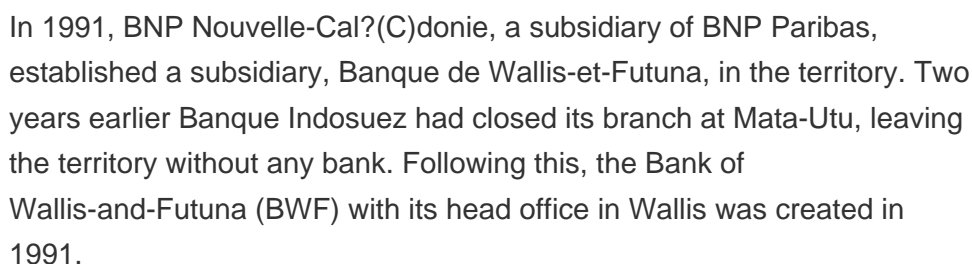 In 1991, BNP Nouvelle-Cal?(C)donie, a subsidiary of BNP Paribas,
established a subsidiary, Banque de Wallis-et-Futuna, in the territory. Two
years earlier Banque Indosuez had closed its branch at Mata-Utu, leaving
the territory without any bank. Following this, the Bank of
Wallis-and-Futuna (BWF) with its head office in Wallis was created in
1991.